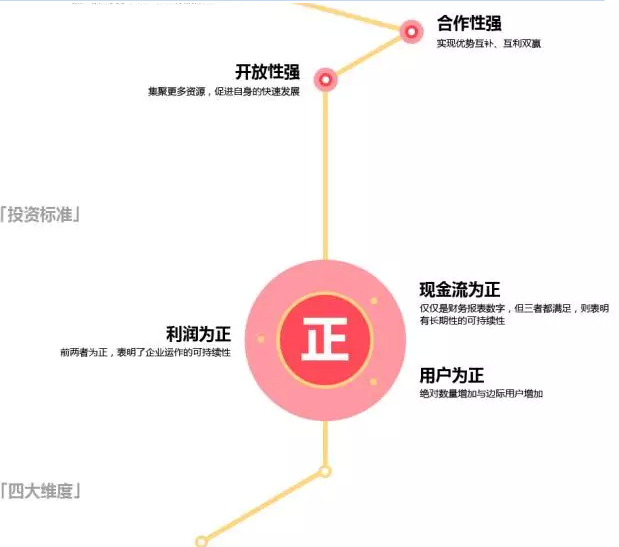 合作性强
实现优势互补、互利双赢
开放性强
集聚更多资源，促进自身的快速发展
「投资标准」
现金流为正
仅仅是财务报表数字，但三者都满足，则表明
有长期性的可持续性
正
利润为正
前两者为正，表明了企业运作的可持续性
用户为正
绝对数量增加与边际用户增加
「四大维度」